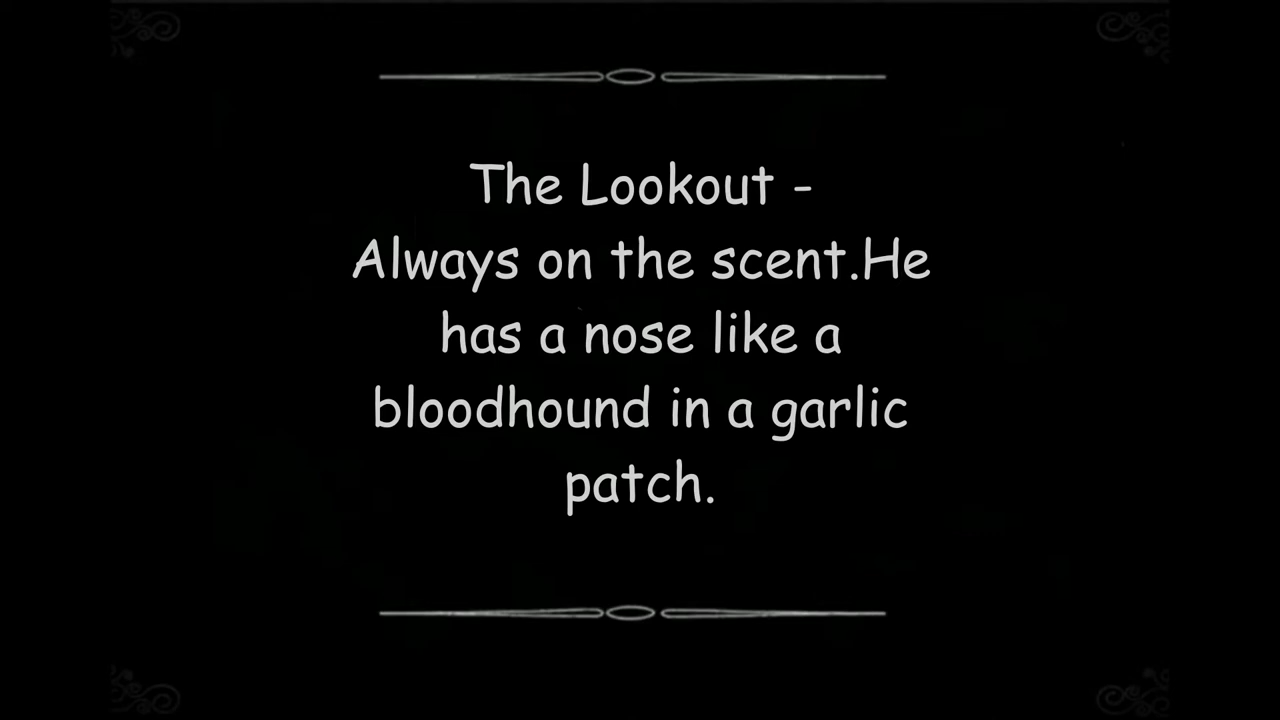 The Lookout -
Always on the scent.He
has a nose like a
bloodhound in a garlic
patch.